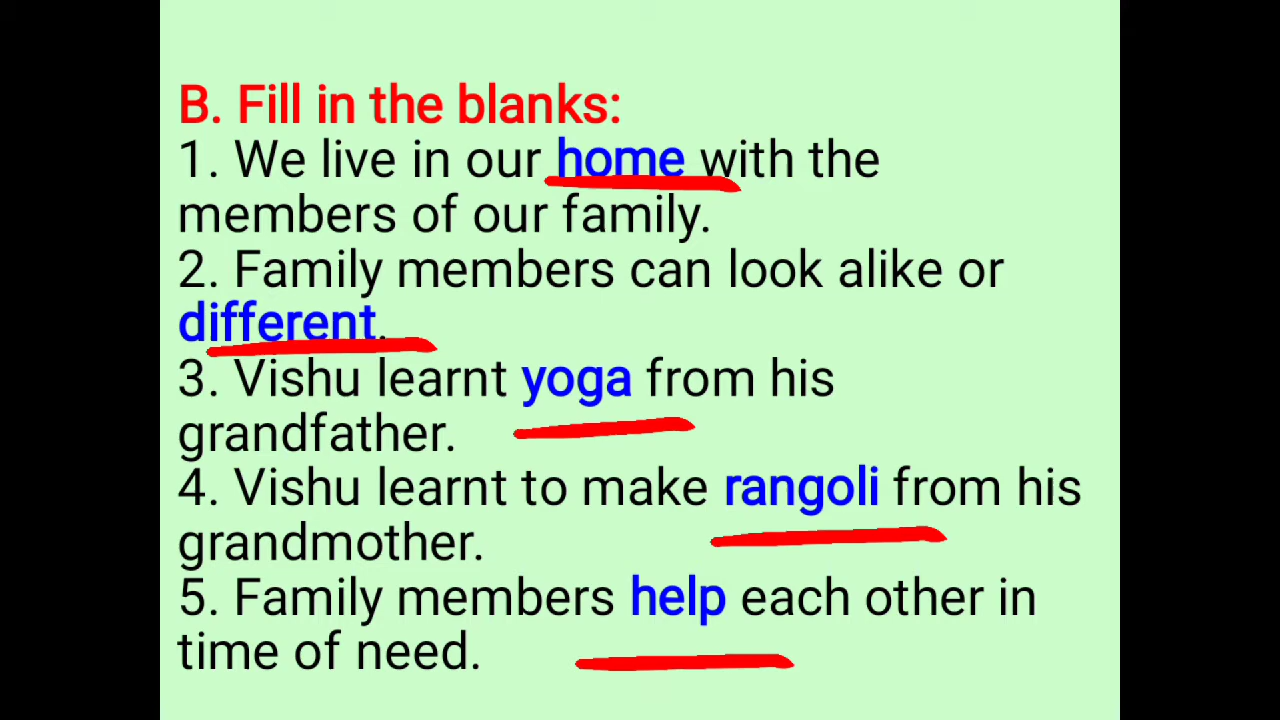 B. Fill in the blanks:
1. We live in our home with the
members of our family.
2. Family members can look alike or
different.
3. Vishu learnt yoga from his
grandfather.
4. Vishu learnt to make rangoli from his
grandmother.
5. Family members help each other in
time of need.